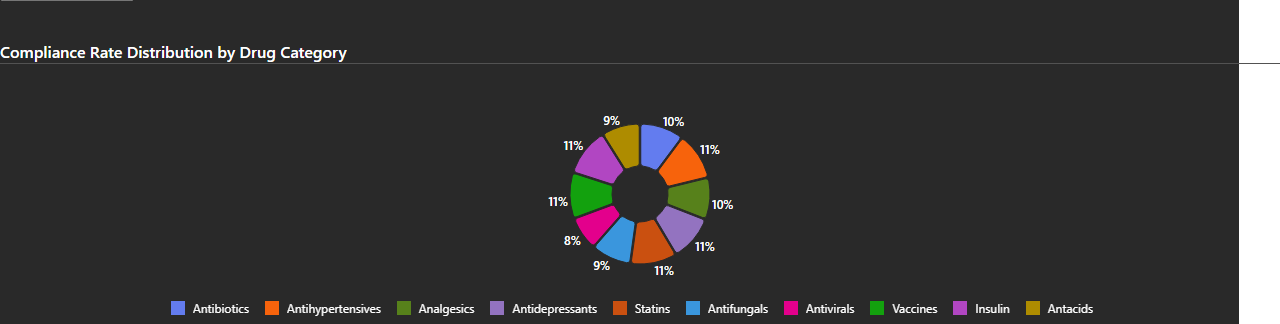 Compliance Rate Distribution by Drug Category
9%
10%
11%
11%
11%
10%
8%
11%
9%
11%
Antibiotics
Antihypertensives
Analgesics
Antidepressants
Statins
Antifungals
Antivirals
Vaccines
Insulin
Antacids